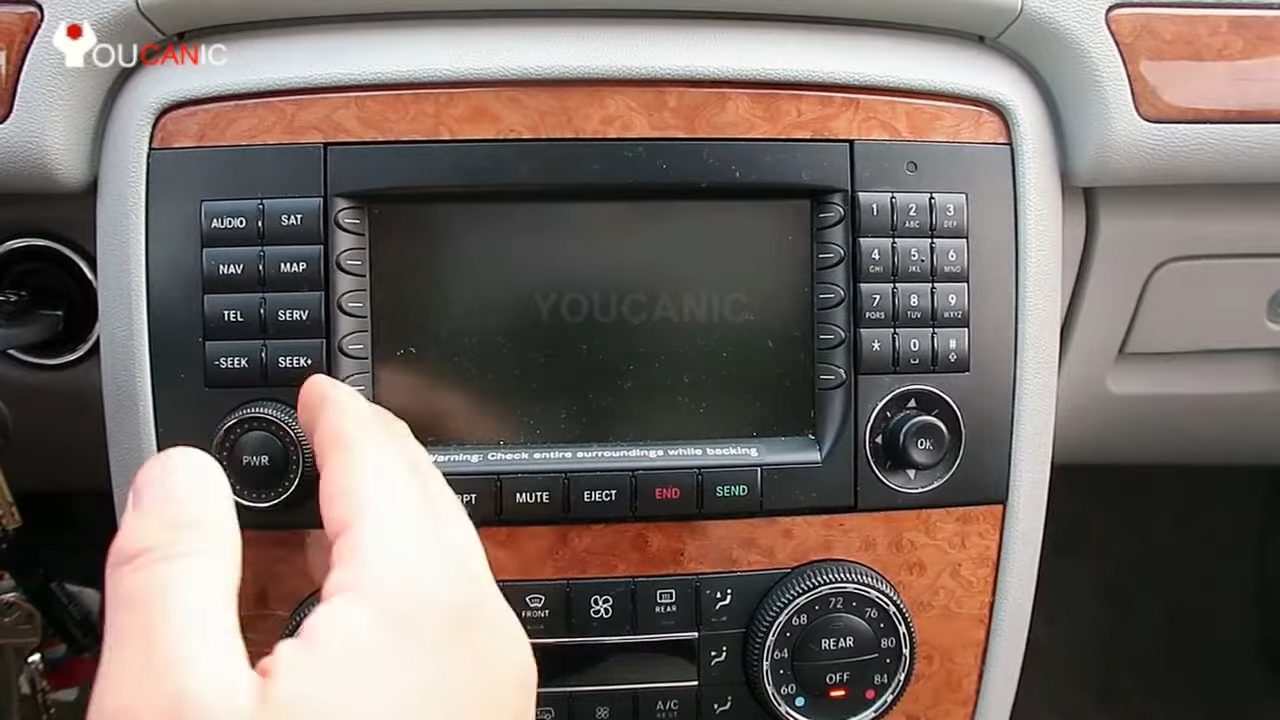 YOUCANIC
AUDIO SAT
NAV MAP
TEL SERV
-SEEK SEEK+
PWR
YOUCANIC
1 2 ABC 3 DEF
4 GHI 5 JKL 6 MNO
7 PQRS 8 TUV 9 WXYZ
* 0 #
OK
Warning: Check entire surroundings while backing
MUTE EJECT END SEND
FRONT REAR
60 64 68 72 76 80 84
REAR
OFF
A/C
REST